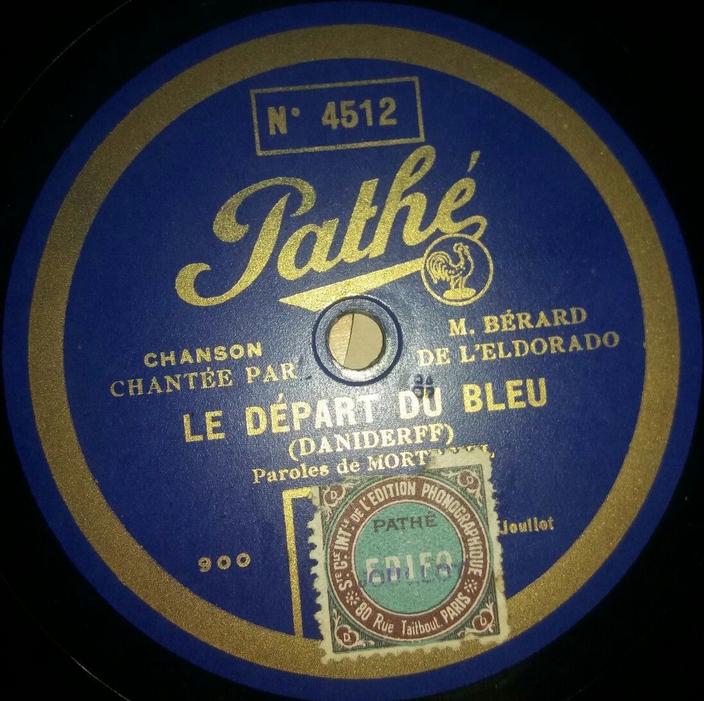 N° 4512
Pathé
CHANSON
CHANTÉE PAR
M. BÉRARD
DE L'ELDORADO
LE DÉPART DU BLEU
(DANIDERFF)
Paroles de
Joullot
900
Sté Gle INTLE DE L'EDITION PHONOGRAPHIQUE
PATHÉ
EDIFO
JOULLOT
80 Rue Taitbout. PARIS